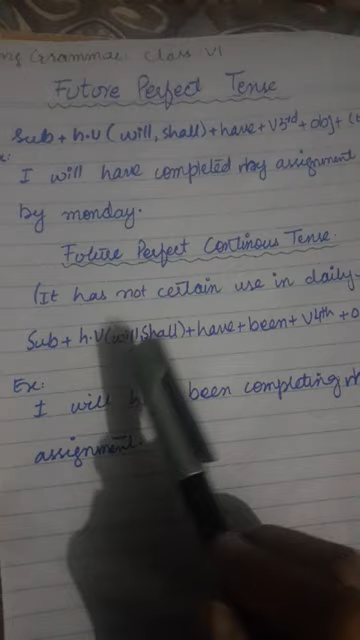 Grammar Class VI
Future Perfect Tense
Sub + h.v (will, shall) + have + V3rd + obj + (t
I will have completed my assignment
by monday.
Future Perfect Continous Tense.
(It has not certain use in daily-
Sub + h.v (will, shall) + have + been + V4th + o
Ex:
I will been completing
assignment.